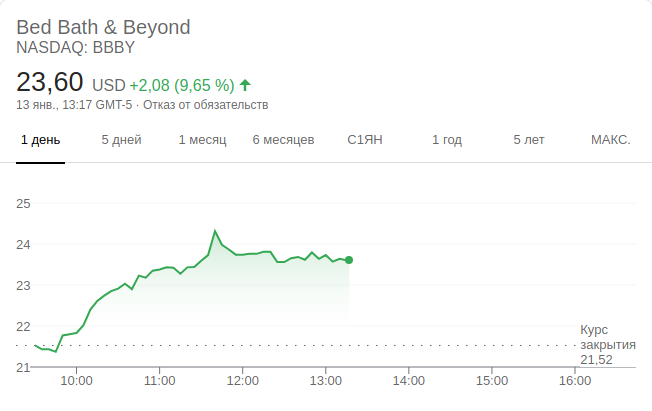 Bed Bath & Beyond
NASDAQ: BBBY
23,60 USD +2,08 (9,65 %)
13 янв., 13:17 GMT-5 · Отказ от обязательств
1 день 5 дней 1 месяц 6 месяцев С1ЯН 1 год 5 лет МАКС.
25
24
23
22
21
Курс
закрытия
21,52
10:00 11:00 12:00 13:00 14:00 15:00 16:00